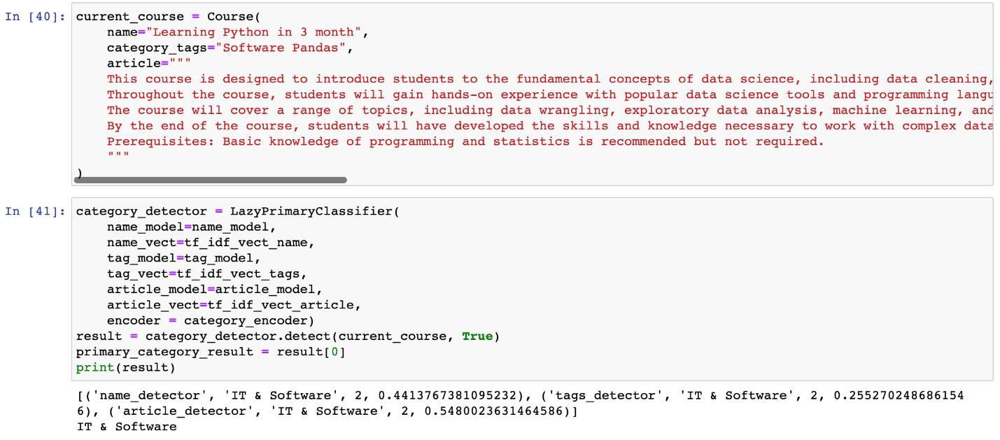 In [40]: current_course = Course(
    name="Learning Python in 3 month",
    category_tags="Software Pandas",
    article="""
    This course is designed to introduce students to the fundamental concepts of data science, including data cleaning,
    Throughout the course, students will gain hands-on experience with popular data science tools and programming langu
    The course will cover a range of topics, including data wrangling, exploratory data analysis, machine learning, and
    By the end of the course, students will have developed the skills and knowledge necessary to work with complex data
    Prerequisites: Basic knowledge of programming and statistics is recommended but not required.
    """
)
In [41]: category_detector = LazyPrimaryClassifier(
    name_model=name_model,
    name_vect=tf_idf_vect_name,
    tag_model=tag_model,
    tag_vect=tf_idf_vect_tags,
    article_model=article_model,
    article_vect=tf_idf_vect_article,
    encoder = category_encoder)
result = category_detector.detect(current_course, True)
primary_category_result = result[0]
print(result)
[('name_detector', 'IT & Software', 2, 0.4413767381095232), ('tags_detector', 'IT & Software', 2, 0.255270248686154
6), ('article_detector', 'IT & Software', 2, 0.5480023631464586)]
IT & Software